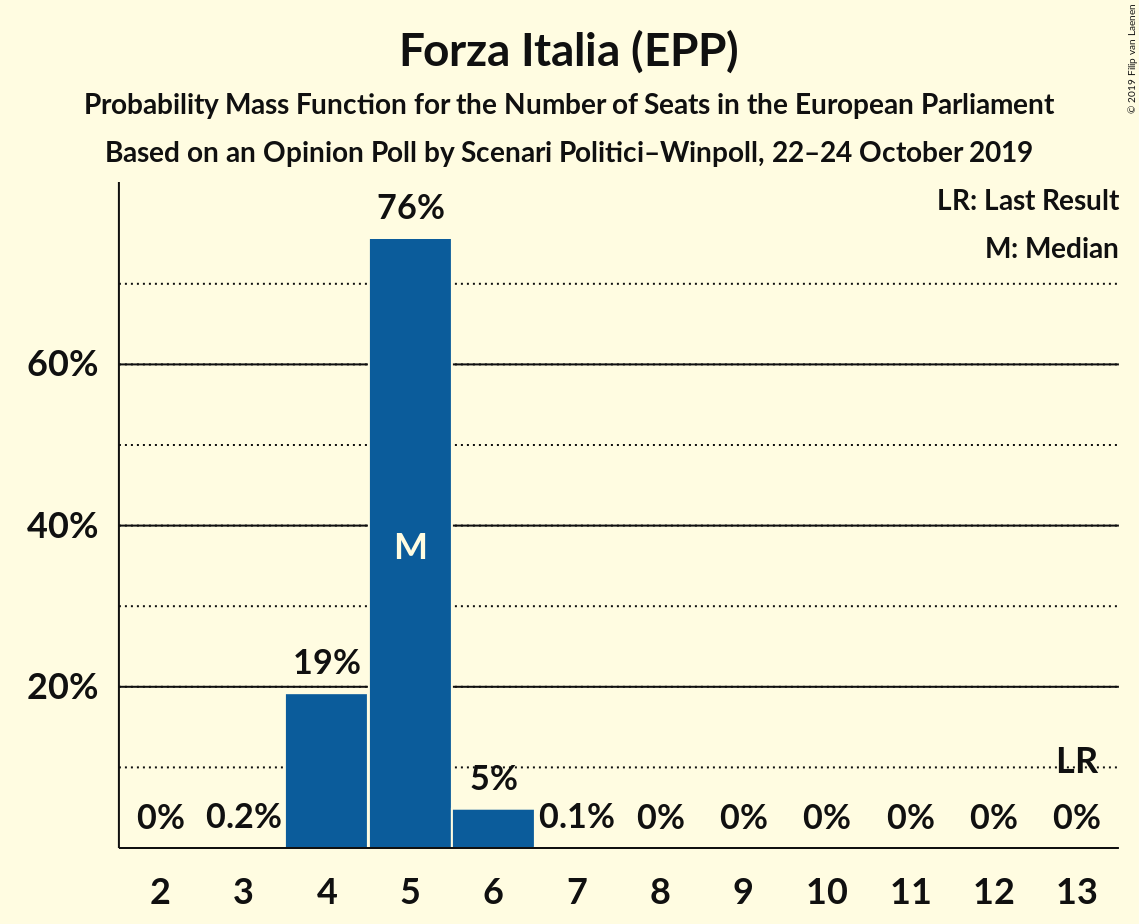 Forza Italia (EPP)
Probability Mass Function for the Number of Seats in the European Parliament
Based on an Opinion Poll by Scenari Politici–Winpoll, 22–24 October 2019
© 2019 Filip van Laenen
LR: Last Result
M: Median
76%
60%
40%
M
19%
20%
LR
5%
0% 0.2% 0.1% 0% 0% 0% 0% 0% 0%
2 3 4 5 6 7 8 9 10 11 12 13